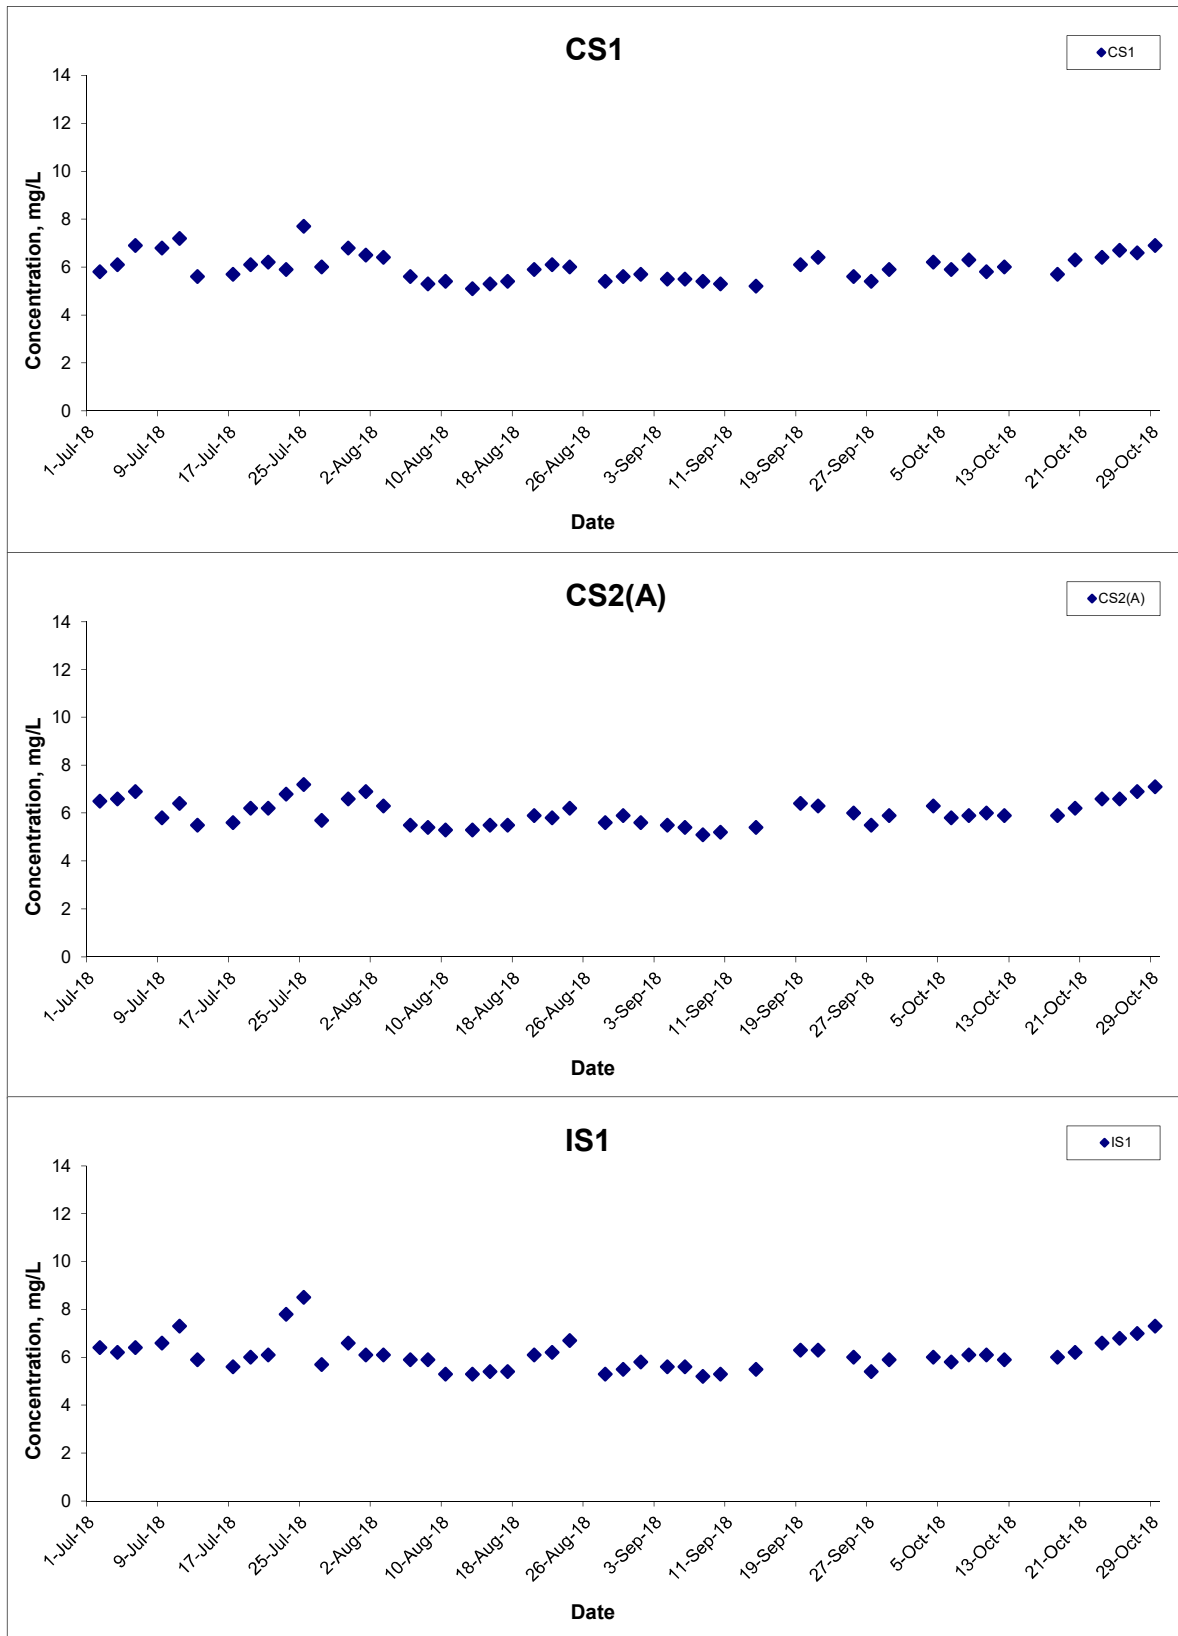 CS1
CS1
14
12
10
8
6
4
2
0
Concentration, mg/L
1-Jul-18
9-Jul-18
17-Jul-18
25-Jul-18
2-Aug-18
10-Aug-18
18-Aug-18
26-Aug-18
3-Sep-18
11-Sep-18
19-Sep-18
27-Sep-18
5-Oct-18
13-Oct-18
21-Oct-18
29-Oct-18
Date
CS2(A)
CS2(A)
14
12
10
8
6
4
2
0
Concentration, mg/L
1-Jul-18
9-Jul-18
17-Jul-18
25-Jul-18
2-Aug-18
10-Aug-18
18-Aug-18
26-Aug-18
3-Sep-18
11-Sep-18
19-Sep-18
27-Sep-18
5-Oct-18
13-Oct-18
21-Oct-18
29-Oct-18
Date
IS1
IS1
14
12
10
8
6
4
2
0
Concentration, mg/L
1-Jul-18
9-Jul-18
17-Jul-18
25-Jul-18
2-Aug-18
10-Aug-18
18-Aug-18
26-Aug-18
3-Sep-18
11-Sep-18
19-Sep-18
27-Sep-18
5-Oct-18
13-Oct-18
21-Oct-18
29-Oct-18
Date